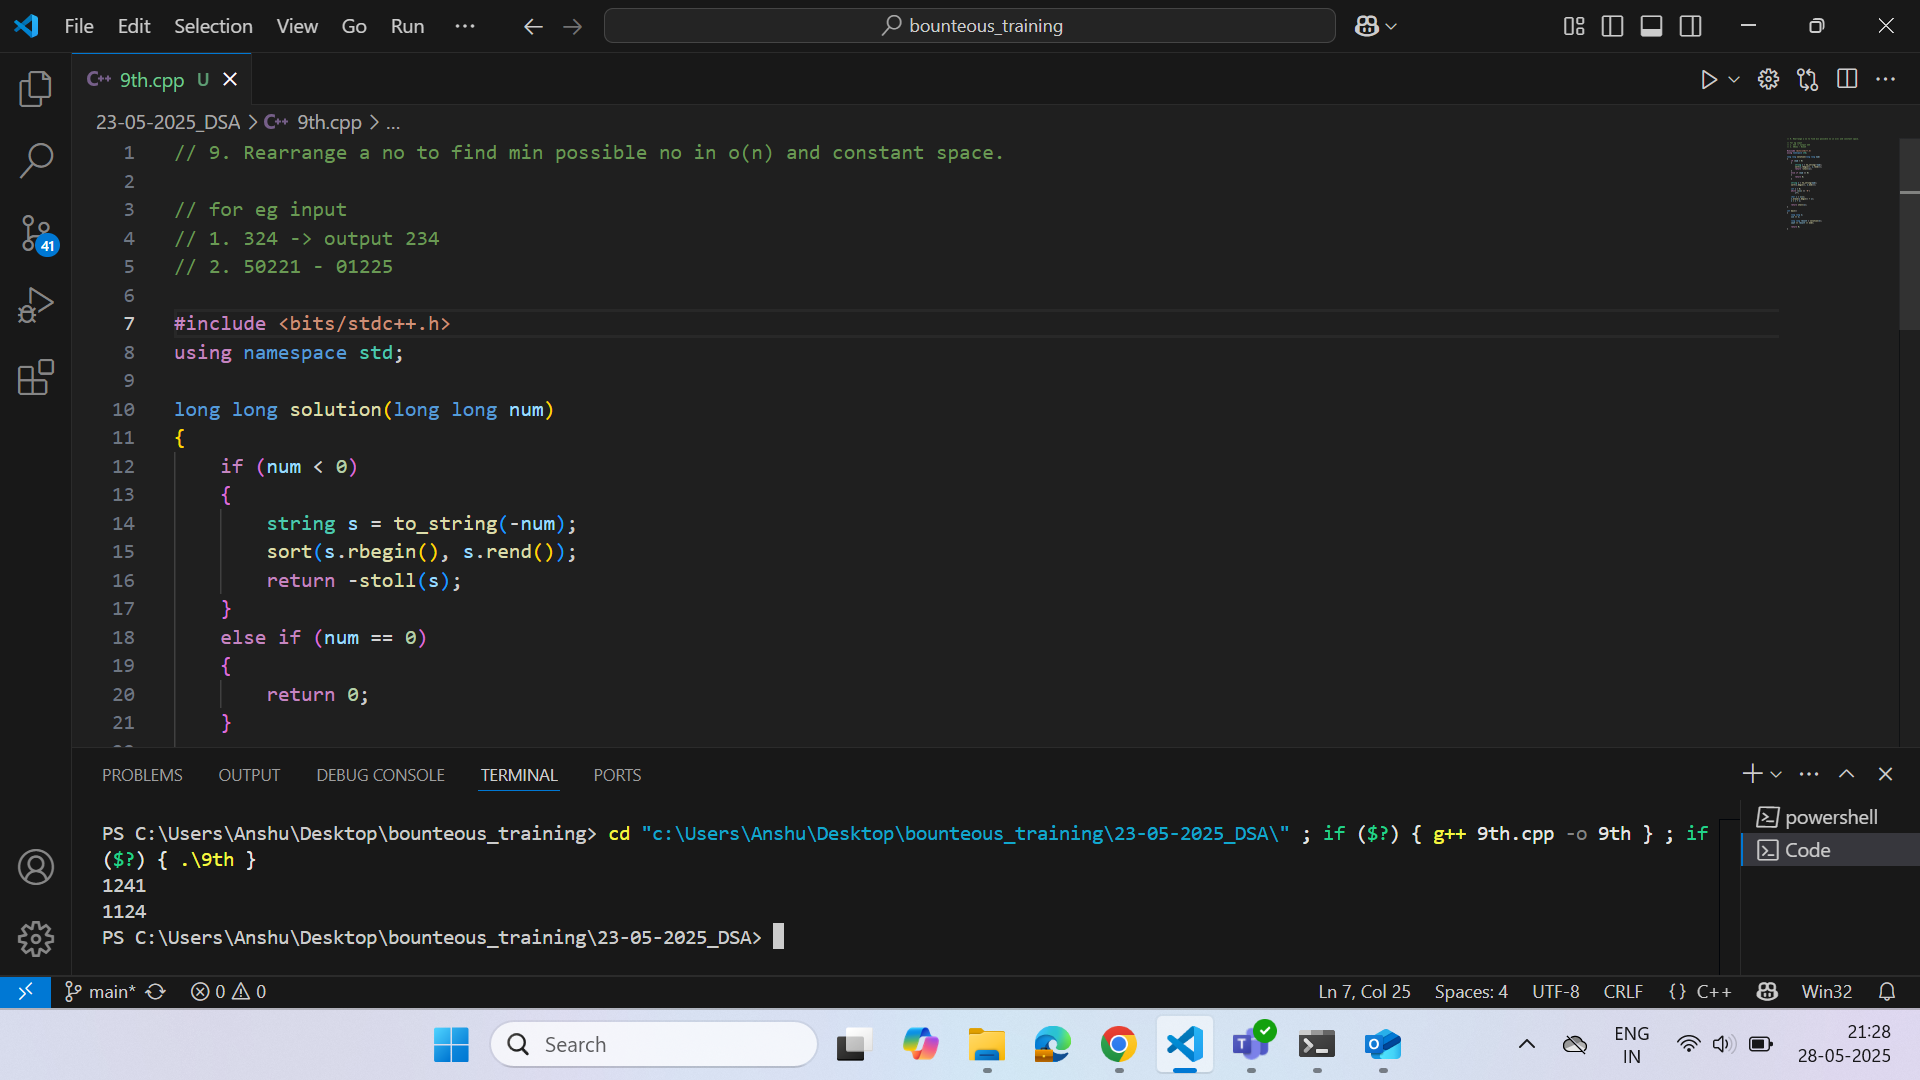 File Edit Selection View Go Run ...
bounteous_training
C++ 9th.cpp U
23-05-2025_DSA > C++ 9th.cpp > ...
1 // 9. Rearrange a no to find min possible no in o(n) and constant space.
2
3 // for eg input
4 // 1. 324 -> output 234
5 // 2. 50221 - 01225
6
7 #include <bits/stdc++.h>
8 using namespace std;
9
10 long long solution(long long num)
11 {
12 if (num < 0)
13 {
14 string s = to_string(-num);
15 sort(s.rbegin(), s.rend());
16 return -stoll(s);
17 }
18 else if (num == 0)
19 {
20 return 0;
21 }
41
PROBLEMS OUTPUT DEBUG CONSOLE TERMINAL PORTS
PS C:\Users\Anshu\Desktop\bounteous_training> cd "c:\Users\Anshu\Desktop\bounteous_training\23-05-2025_DSA\" ; if ($?) { g++ 9th.cpp -o 9th } ; if
($?) { .\9th }
1241
1124
PS C:\Users\Anshu\Desktop\bounteous_training\23-05-2025_DSA>
powershell
Code
main* 0 0 Ln 7, Col 25 Spaces: 4 UTF-8 CRLF {} C++ Win32
Search
ENG
IN
21:28
28-05-2025